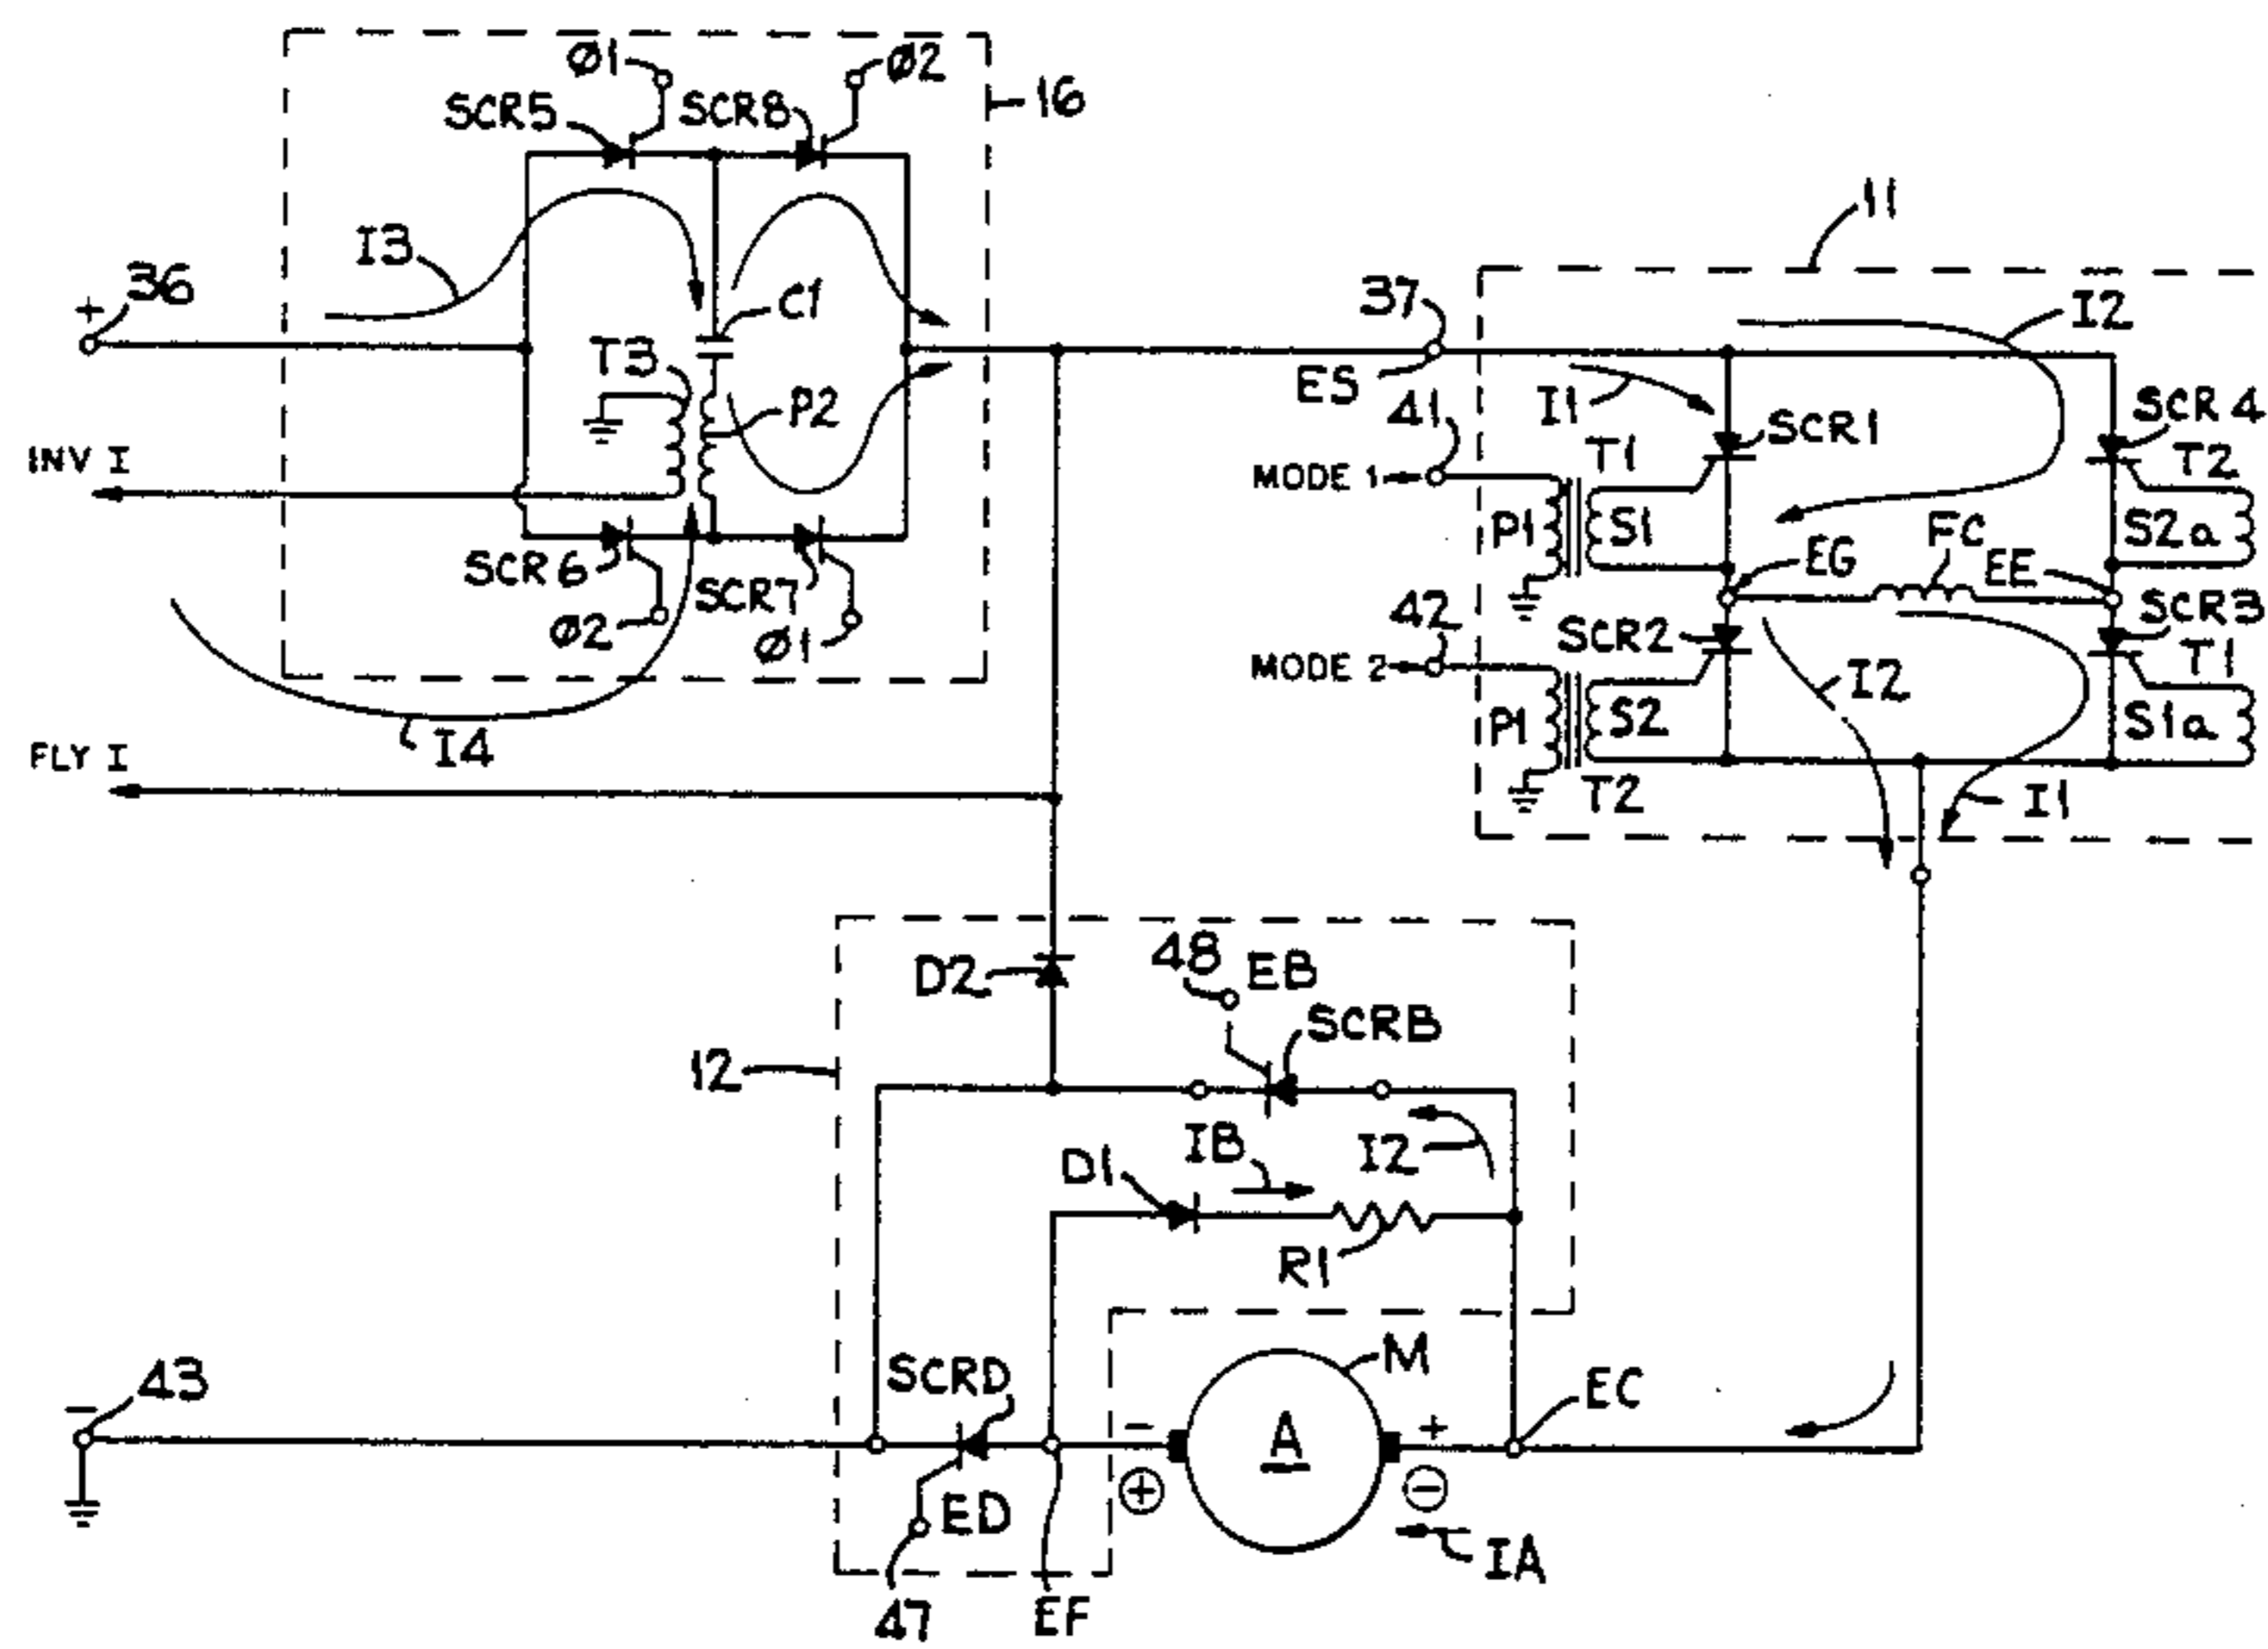 Ø1
Ø2
SCR5
SCR8
16
I3
+
36
C1
T3
P2
INV I
SCR6
SCR7
Ø2
Ø1
I4
FLY I
11
I2
37
ES
I1
SCR1
SCR4
41
T1
T2
MODE 1
P1
S1
FC
S2a
EG
EE
42
SCR2
SCR3
MODE 2
I2
T1
P1
S2
S1a
T2
I1
D2
48
EB
SCRB
12
IB
I2
D1
R1
M
SCRD
43
EC
−
−
A
+
+
−
ED
IA
47
EF